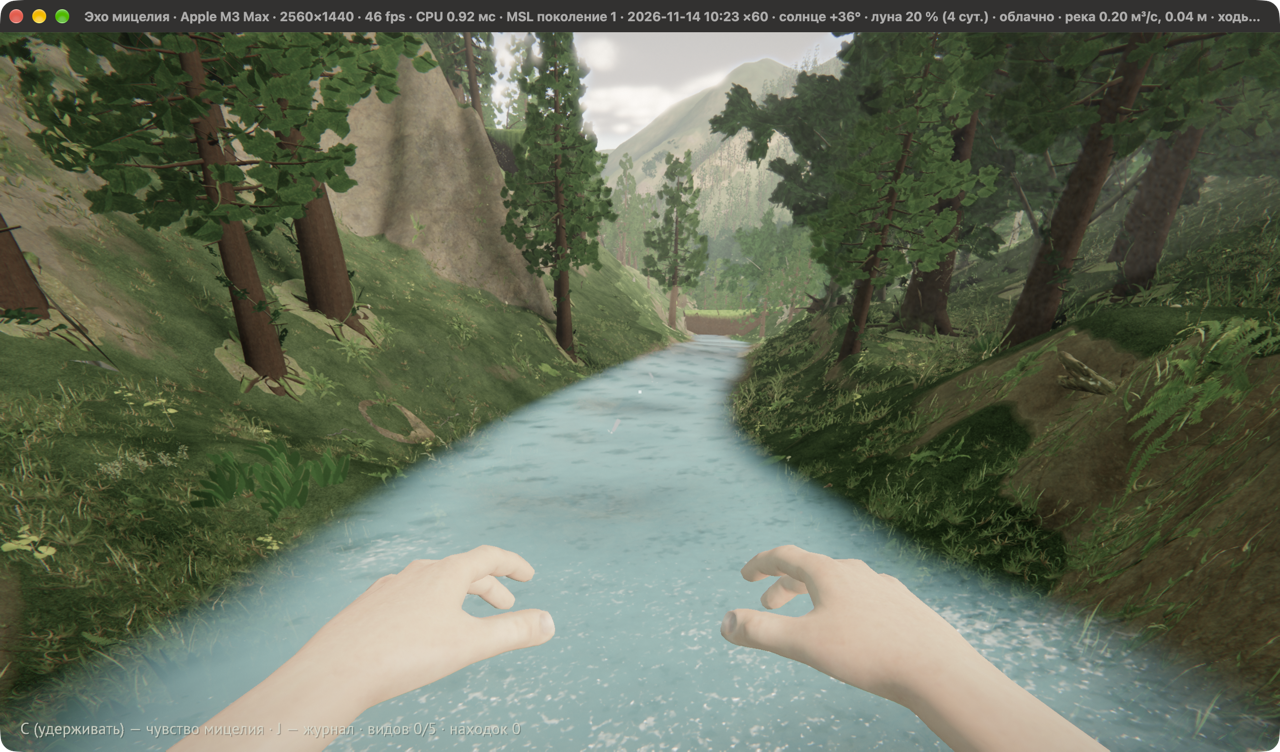 Эхо мицелия · Apple M3 Max · 2560×1440 · 46 fps · CPU 0.92 мс · MSL поколение 1 · 2026-11-14 10:23 ×60 · солнце +36° · луна 20 % (4 сут.) · облачно · река 0.20 м³/с, 0.04 м · ходь...
C (удерживать) — чувство мицелия · J — журнал · видов 0/5 · находок 0